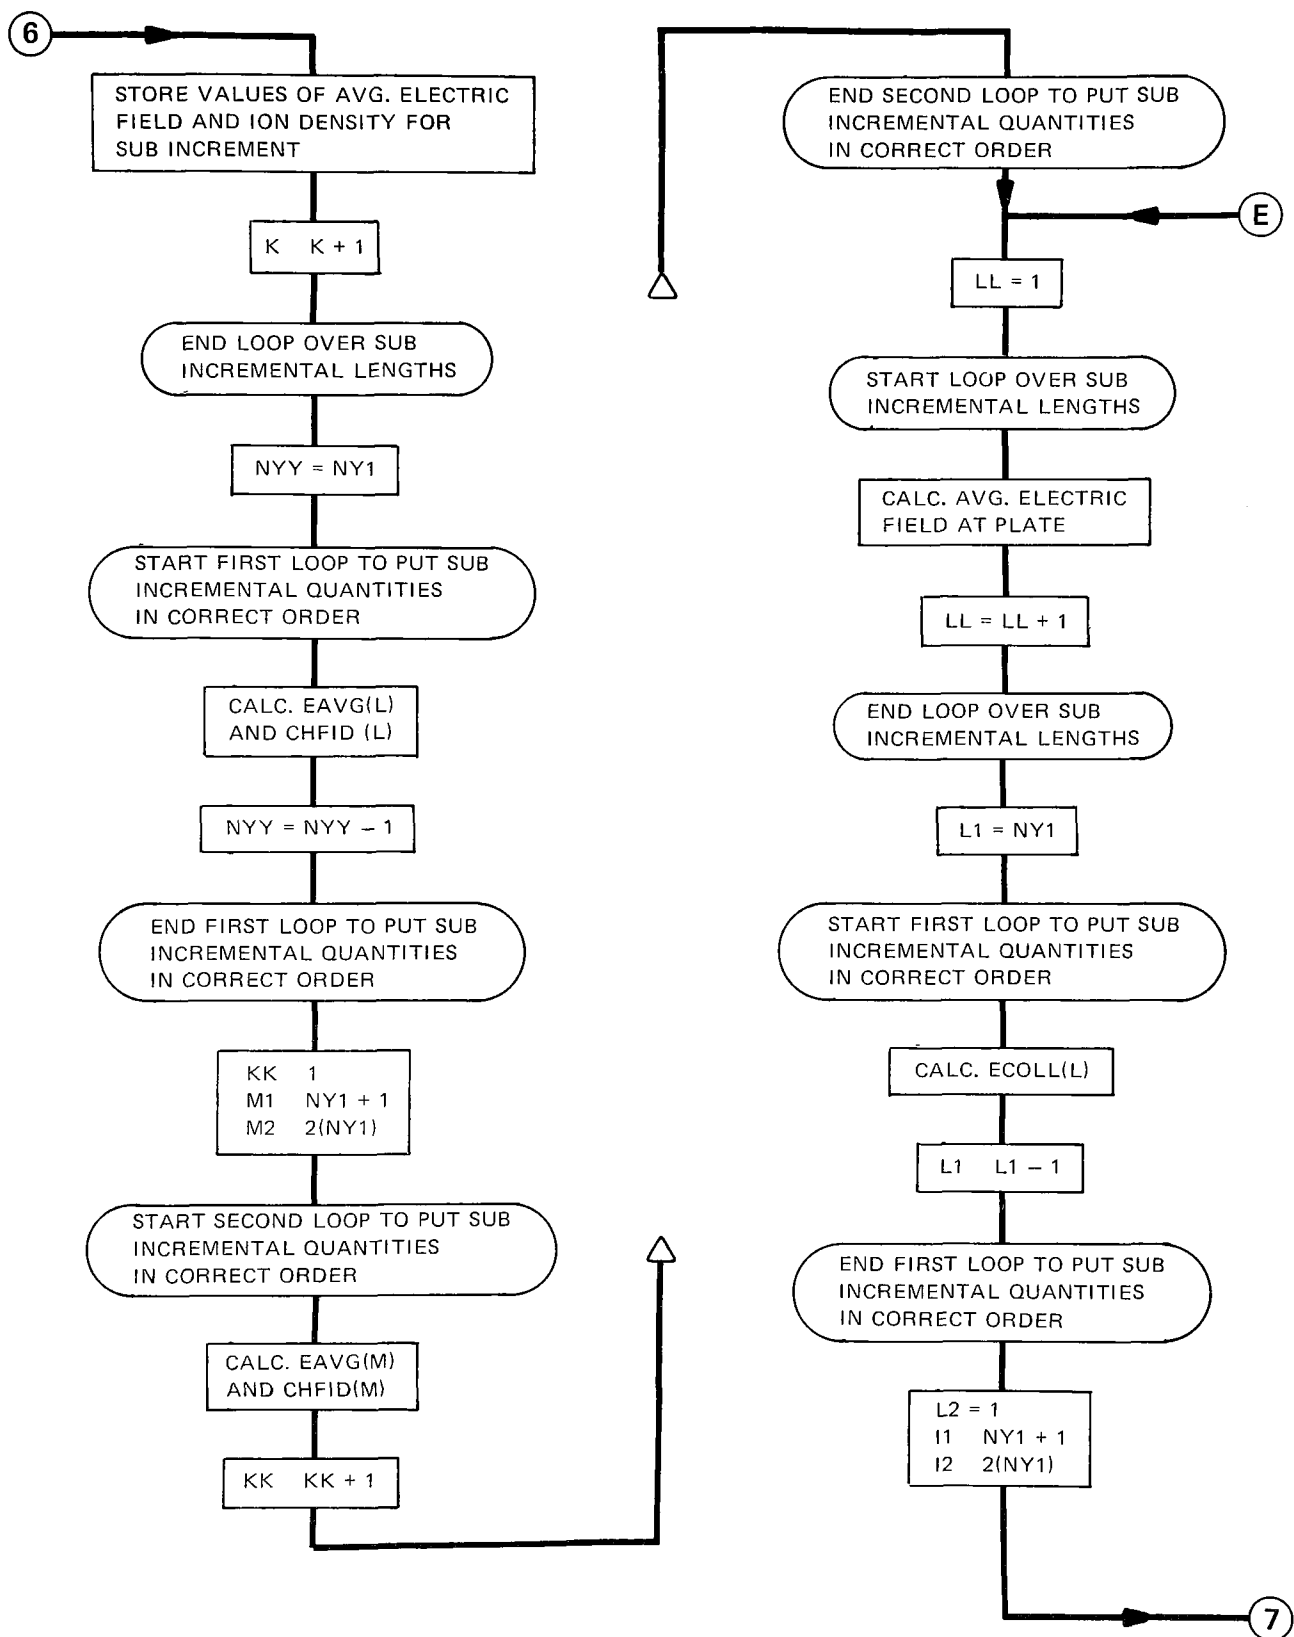 6
STORE VALUES OF AVG. ELECTRIC
FIELD AND ION DENSITY FOR
SUB INCREMENT
K K + 1
END LOOP OVER SUB
INCREMENTAL LENGTHS
NYY = NY1
START FIRST LOOP TO PUT SUB
INCREMENTAL QUANTITIES
IN CORRECT ORDER
CALC. EAVG(L)
AND CHFID (L)
NYY = NYY – 1
END FIRST LOOP TO PUT SUB
INCREMENTAL QUANTITIES
IN CORRECT ORDER
KK 1
M1 NY1 + 1
M2 2(NY1)
START SECOND LOOP TO PUT SUB
INCREMENTAL QUANTITIES
IN CORRECT ORDER
CALC. EAVG(M)
AND CHFID(M)
KK KK + 1
END SECOND LOOP TO PUT SUB
INCREMENTAL QUANTITIES
IN CORRECT ORDER
E
LL = 1
START LOOP OVER SUB
INCREMENTAL LENGTHS
CALC. AVG. ELECTRIC
FIELD AT PLATE
LL = LL + 1
END LOOP OVER SUB
INCREMENTAL LENGTHS
L1 = NY1
START FIRST LOOP TO PUT SUB
INCREMENTAL QUANTITIES
IN CORRECT ORDER
CALC. ECOLL(L)
L1 L1 – 1
END FIRST LOOP TO PUT SUB
INCREMENTAL QUANTITIES
IN CORRECT ORDER
L2 = 1
I1 NY1 + 1
I2 2(NY1)
7